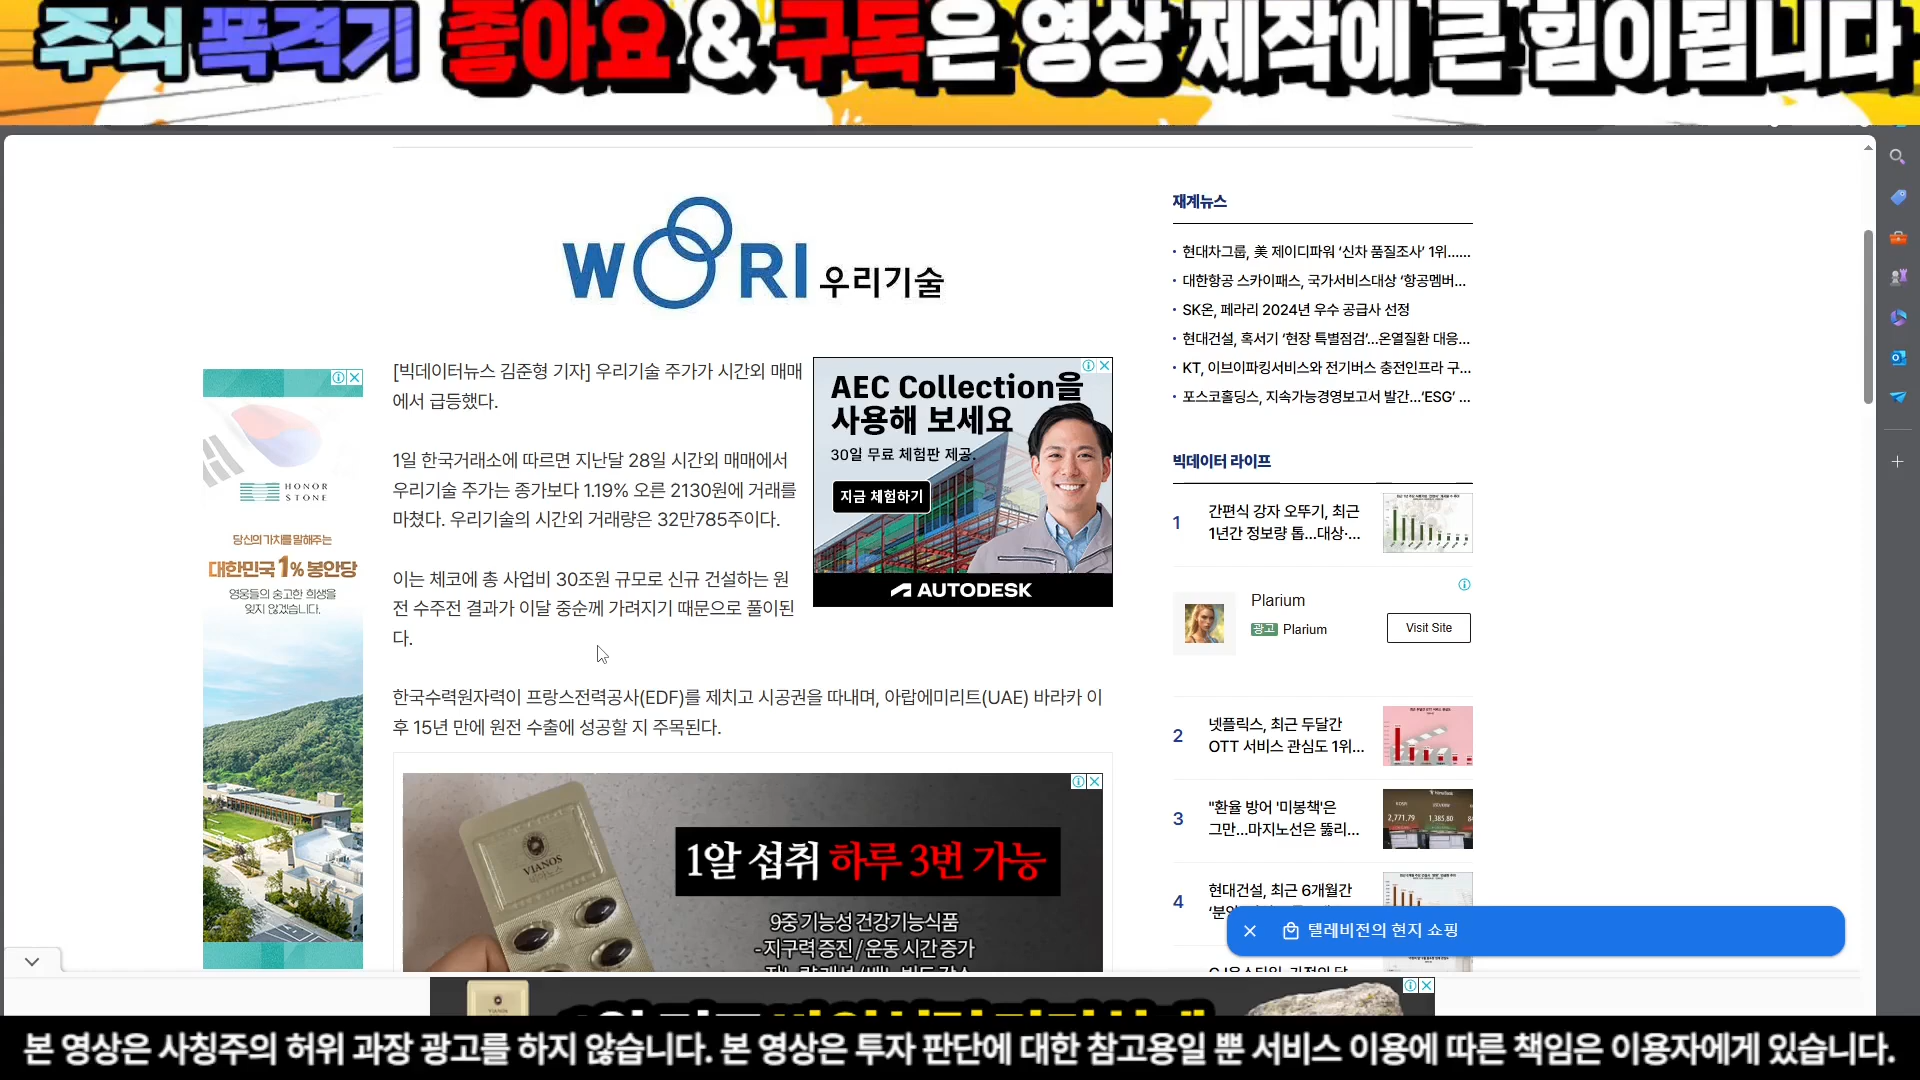 주식 폭격기 좋아요 & 구독은 영상 제작에 큰 힘이됩니다
WOORI 우리기술
[빅데이터뉴스 김준형 기자] 우리기술 주가가 시간외 매매
에서 급등했다.
1일 한국거래소에 따르면 지난달 28일 시간외 매매에서
우리기술 주가는 종가보다 1.19% 오른 2130원에 거래를
마쳤다. 우리기술의 시간외 거래량은 32만785주이다.
이는 체코에 총 사업비 30조원 규모로 신규 건설하는 원
전 수주전 결과가 이달 중순께 가려지기 때문으로 풀이된
다.
한국수력원자력이 프랑스전력공사(EDF)를 제치고 시공권을 따내며, 아랍에미리트(UAE) 바라카 이
후 15년 만에 원전 수출에 성공할 지 주목된다.
HONOR
STONE
당신의 가치를 말해주는
대한민국 1% 봉안당
영웅들의 숭고한 희생을
잊지 않겠습니다.
AEC Collection을
사용해 보세요
30일 무료 체험판 제공.
지금 체험하기
AUTODESK
VIANOS
1알 섭취 하루 3번 가능
9중 기능성 건강기능식품
-지구력 증진 / 운동 시간 증가
재계뉴스
· 현대차그룹, 美 제이디파워 ‘신차 품질조사’ 1위......
· 대한항공 스카이패스, 국가서비스대상 ‘항공멤버...
· SK온, 페라리 2024년 우수 공급사 선정
· 현대건설, 혹서기 ‘현장 특별점검’...온열질환 대응...
· KT, 이브이파킹서비스와 전기버스 충전인프라 구...
· 포스코홀딩스, 지속가능경영보고서 발간...‘ESG’ ...
빅데이터 라이프
1 간편식 강자 오뚜기, 최근
1년간 정보량 톱...대상·...
Plarium
광고 Plarium
Visit Site
2 넷플릭스, 최근 두달간
OTT 서비스 관심도 1위...
3 "환율 방어 '미봉책'은
그만...마지노선은 뚫리...
2,771.79 1,385.80
4 현대건설, 최근 6개월간
텔레비전의 현지 쇼핑
본 영상은 사칭주의 허위 과장 광고를 하지 않습니다. 본 영상은 투자 판단에 대한 참고용일 뿐 서비스 이용에 따른 책임은 이용자에게 있습니다.